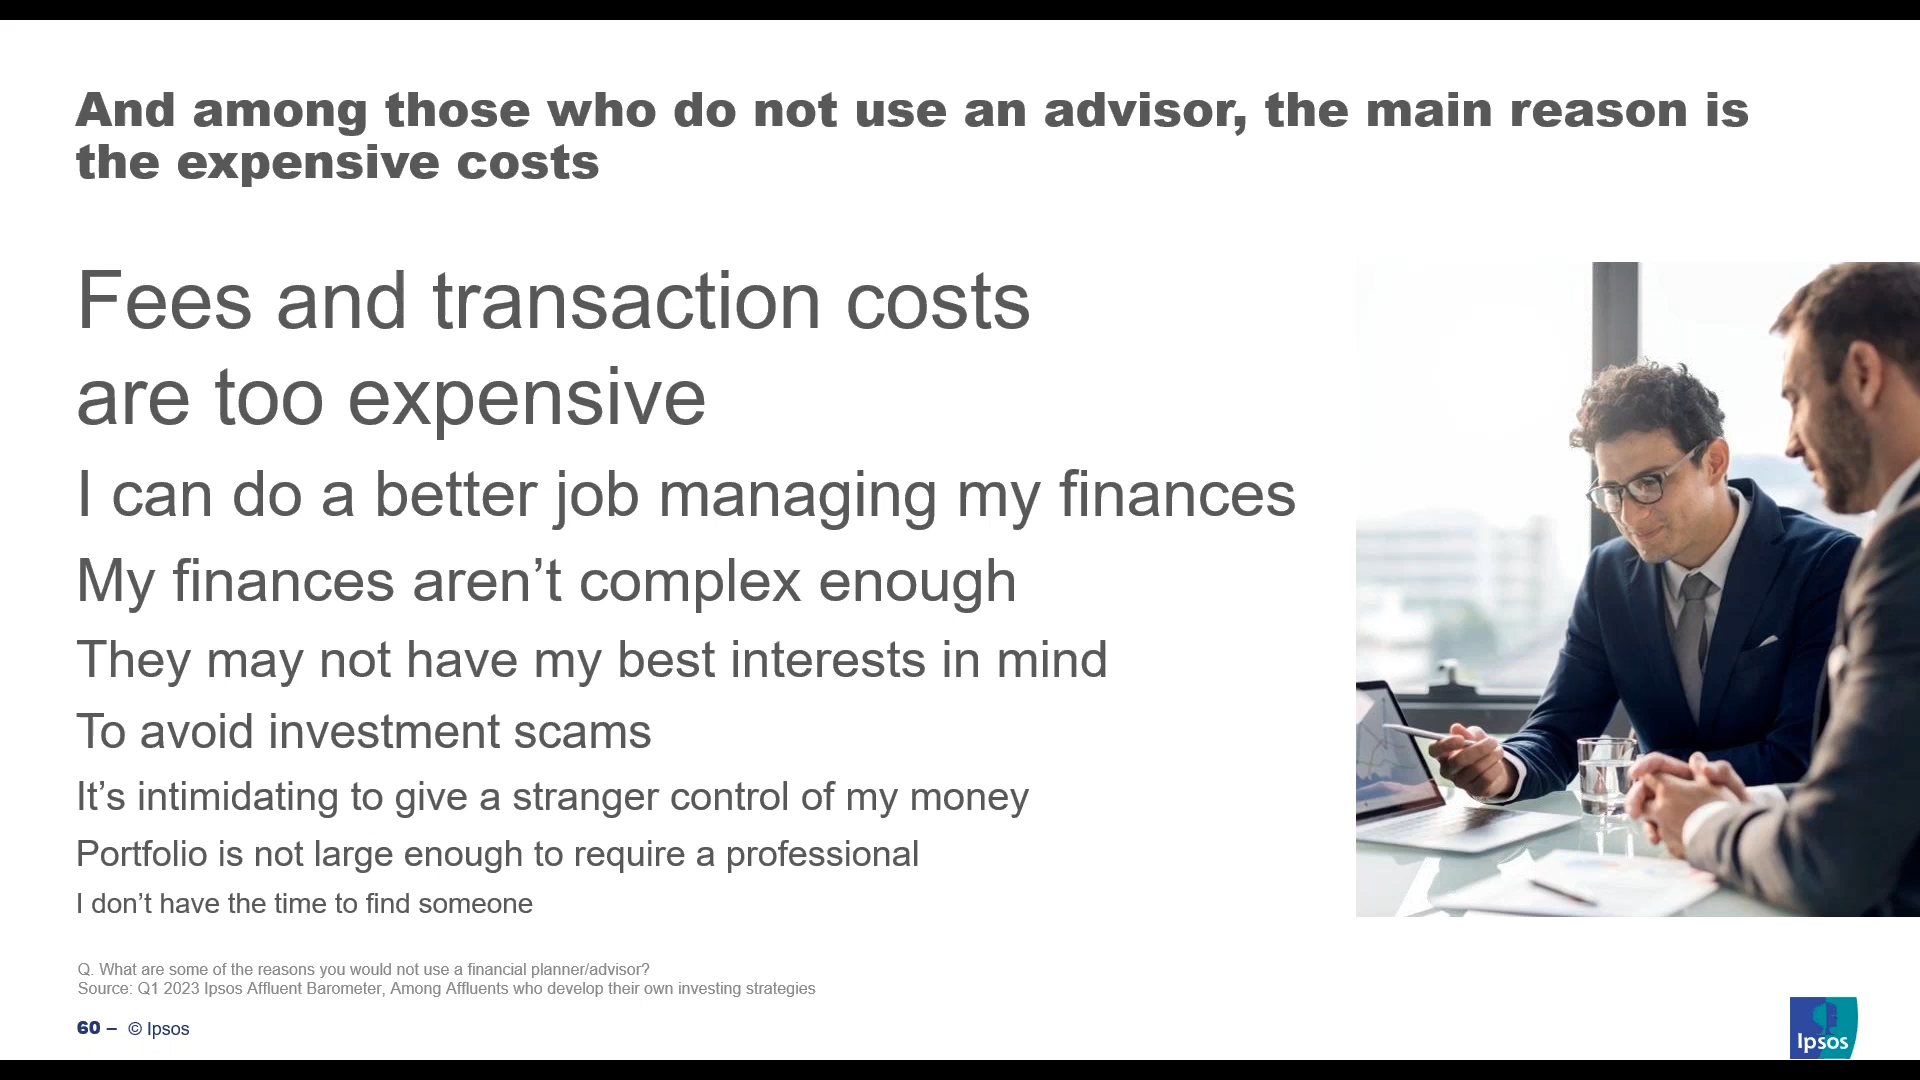 And among those who do not use an advisor, the main reason is
the expensive costs
Fees and transaction costs
are too expensive
I can do a better job managing my finances
My finances aren’t complex enough
They may not have my best interests in mind
To avoid investment scams
It’s intimidating to give a stranger control of my money
Portfolio is not large enough to require a professional
I don’t have the time to find someone
Q. What are some of the reasons you would not use a financial planner/advisor?
Source: Q1 2023 Ipsos Affluent Barometer, Among Affluents who develop their own investing strategies
60 – © Ipsos
Ipsos